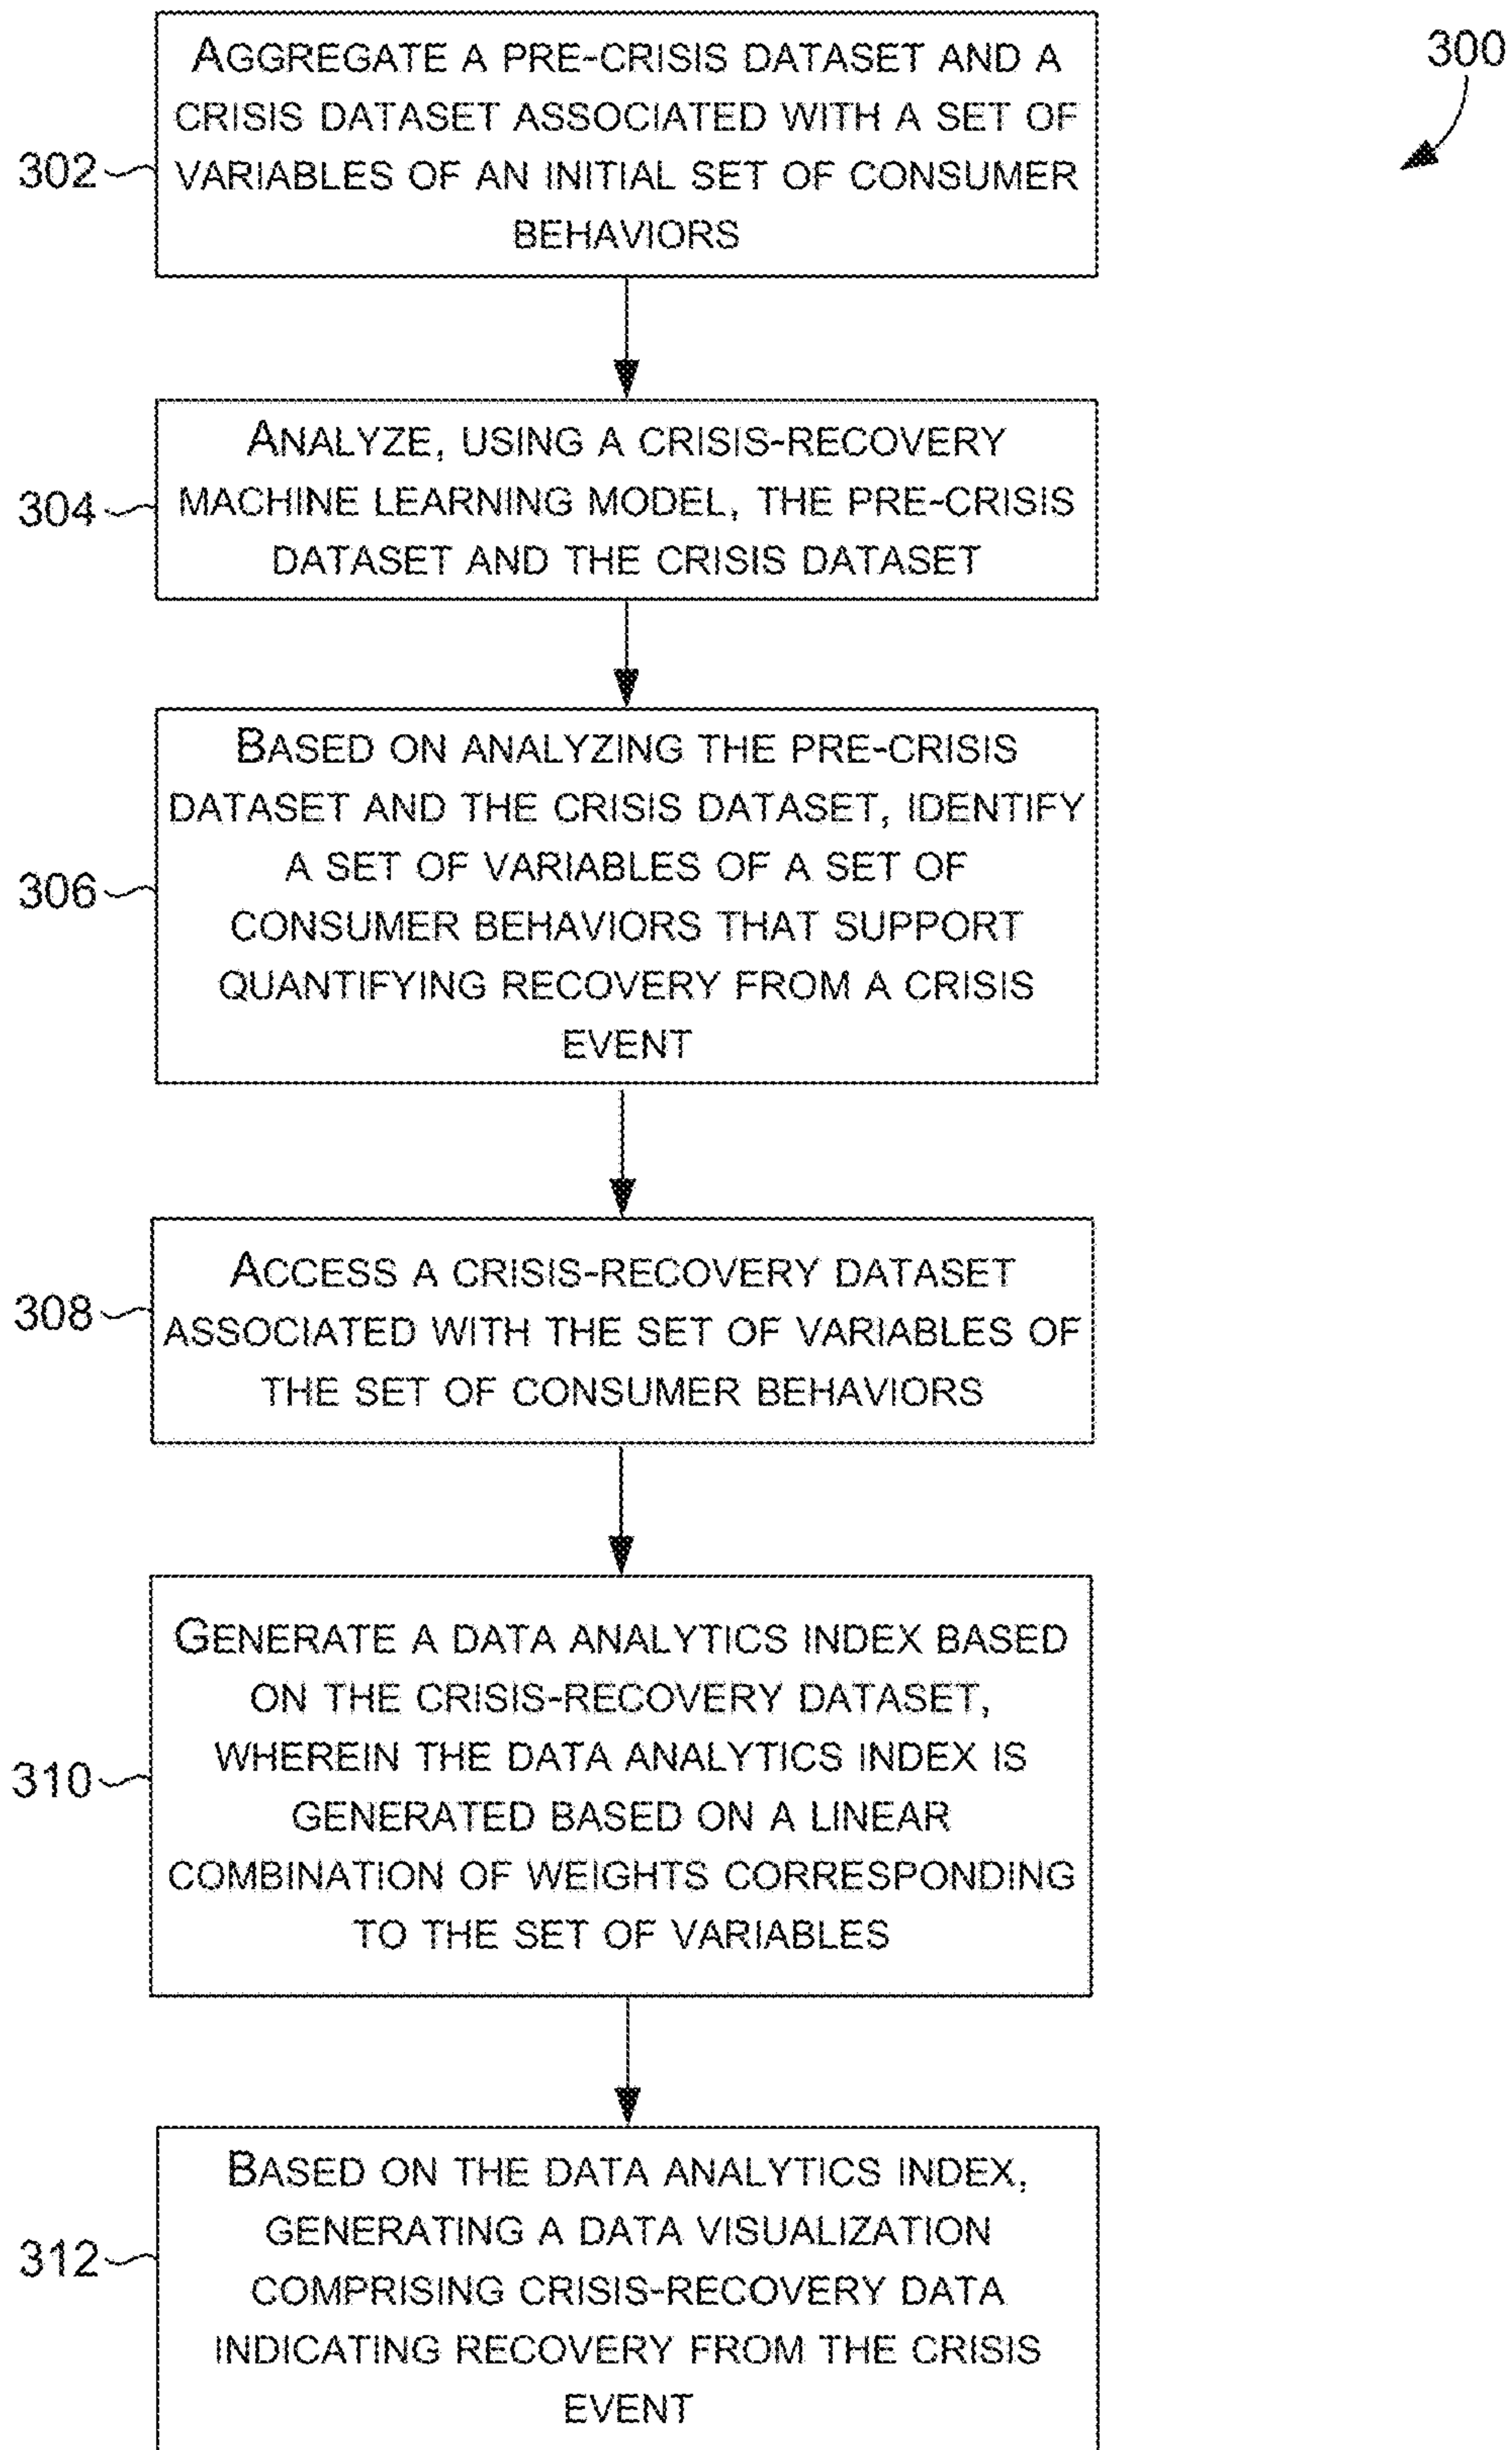 300
AGGREGATE A PRE-CRISIS DATASET AND A
CRISIS DATASET ASSOCIATED WITH A SET OF
302
VARIABLES OF AN INITIAL SET OF CONSUMER
BEHAVIORS
ANALYZE, USING A CRISIS-RECOVERY
304
MACHINE LEARNING MODEL, THE PRE-CRISIS
DATASET AND THE CRISIS DATASET
BASED ON ANALYZING THE PRE-CRISIS
DATASET AND THE CRISIS DATASET, IDENTIFY
A SET OF VARIABLES OF A SET OF
306
CONSUMER BEHAVIORS THAT SUPPORT
QUANTIFYING RECOVERY FROM A CRISIS
EVENT
ACCESS A CRISIS-RECOVERY DATASET
308
ASSOCIATED WITH THE SET OF VARIABLES OF
THE SET OF CONSUMER BEHAVIORS
GENERATE A DATA ANALYTICS INDEX BASED
ON THE CRISIS-RECOVERY DATASET,
WHEREIN THE DATA ANALYTICS INDEX IS
310
GENERATED BASED ON A LINEAR
COMBINATION OF WEIGHTS CORRESPONDING
TO THE SET OF VARIABLES
BASED ON THE DATA ANALYTICS INDEX,
GENERATING A DATA VISUALIZATION
312
COMPRISING CRISIS-RECOVERY DATA
INDICATING RECOVERY FROM THE CRISIS
EVENT